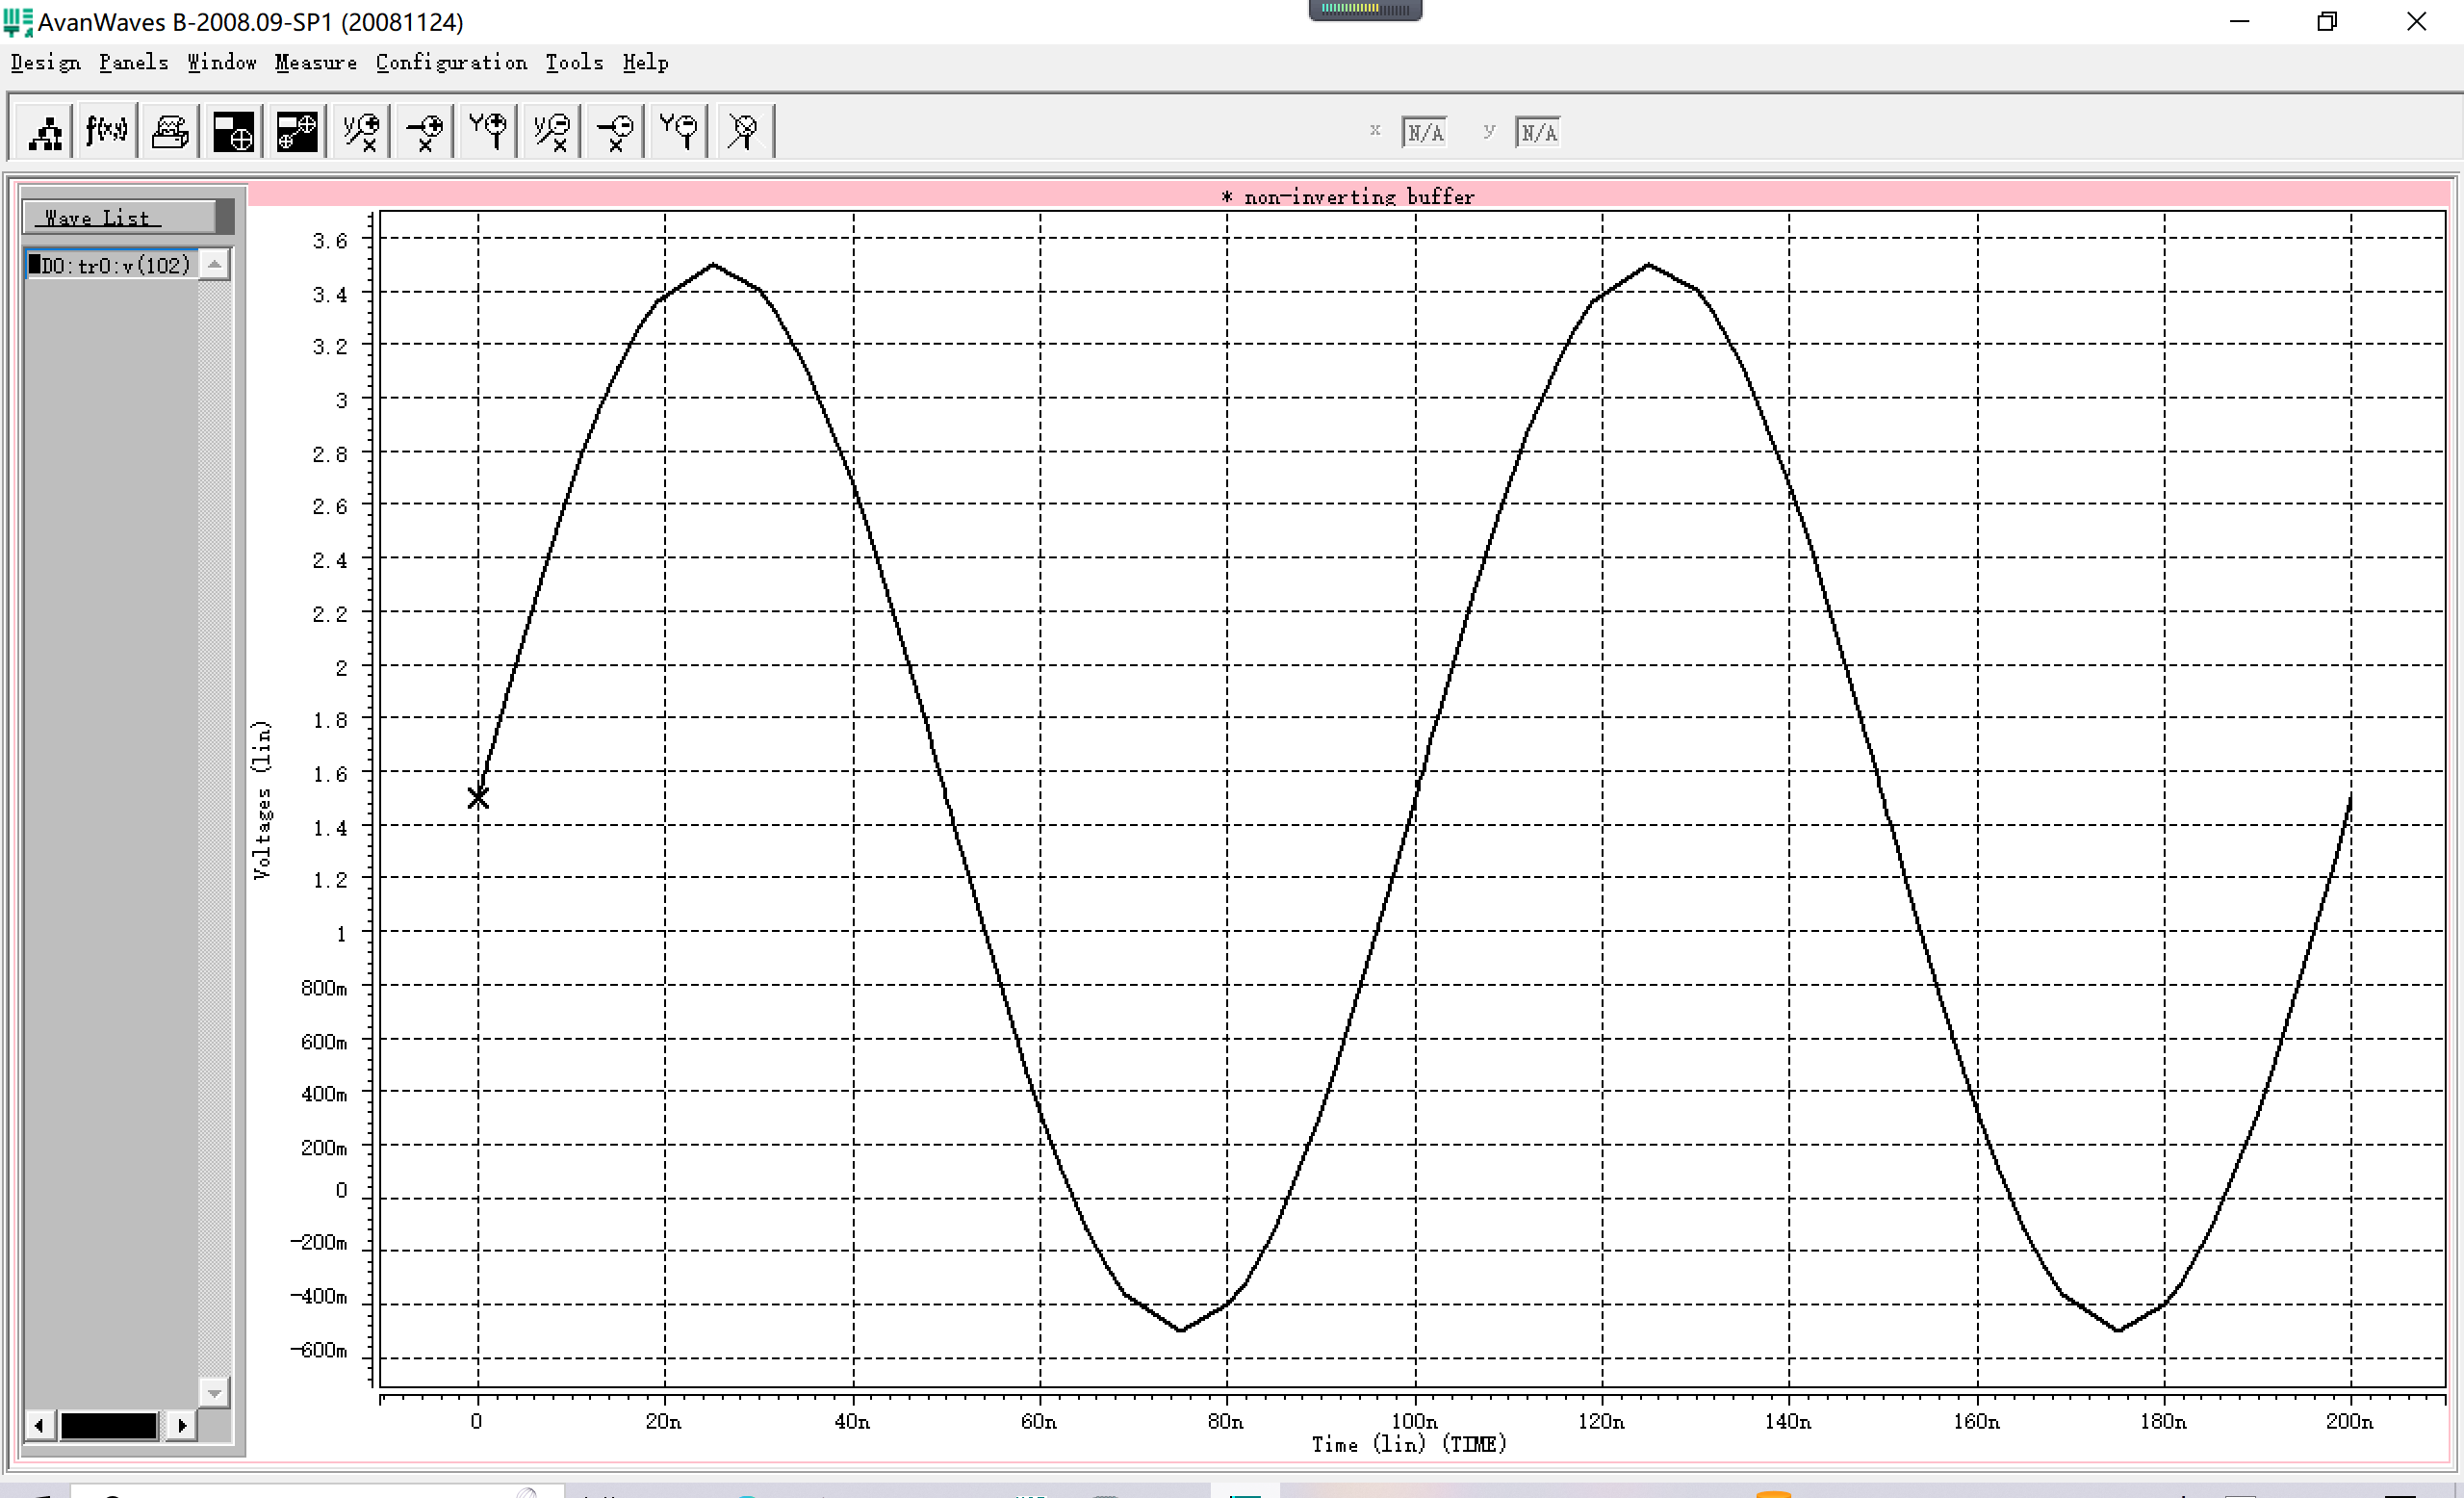 AvanWaves B-2008.09-SP1 (20081124)
Design Panels Window Measure Configuration Tools Help
f(x,y) x N/A y N/A
* non-inverting buffer
Wave List
D0:tr0:v(102)
Voltages (lin)
3.6
3.4
3.2
3
2.8
2.6
2.4
2.2
2
1.8
1.6
1.4
1.2
1
800m
600m
400m
200m
0
-200m
-400m
-600m
0 20n 40n 60n 80n 100n 120n 140n 160n 180n 200n
Time (lin) (TIME)